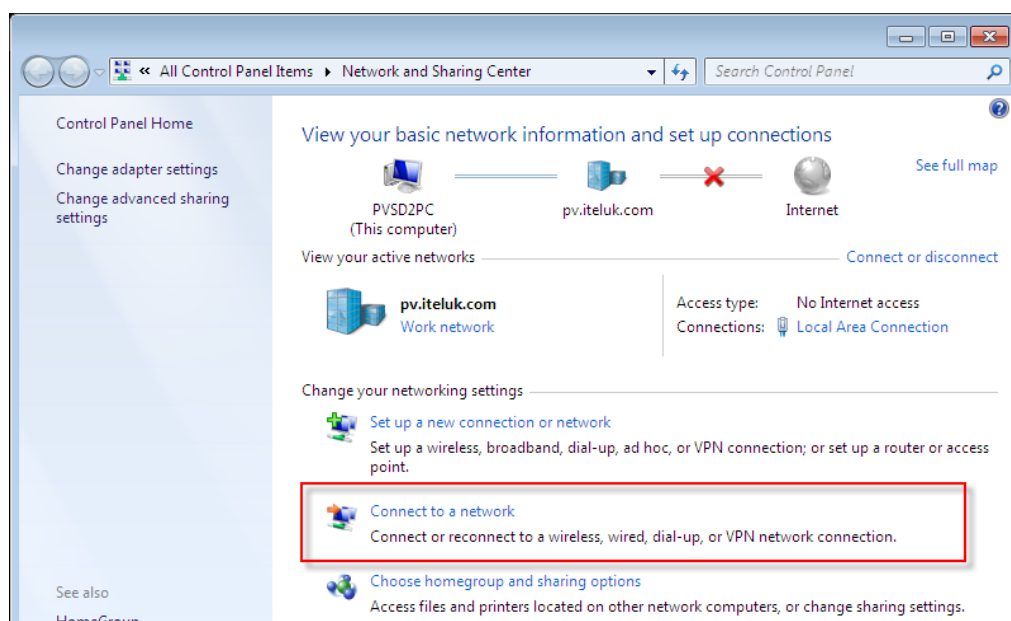 « All Control Panel Items ▸ Network and Sharing Center
Search Control Panel
Control Panel Home
Change adapter settings
Change advanced sharing
settings
See also
HomeGroup
View your basic network information and set up connections
See full map
PVSD2PC
(This computer)
pv.iteluk.com
Internet
View your active networks
Connect or disconnect
pv.iteluk.com
Work network
Access type: No Internet access
Connections: Local Area Connection
Change your networking settings
Set up a new connection or network
Set up a wireless, broadband, dial-up, ad hoc, or VPN connection; or set up a router or access
point.
Connect to a network
Connect or reconnect to a wireless, wired, dial-up, or VPN network connection.
Choose homegroup and sharing options
Access files and printers located on other network computers, or change sharing settings.